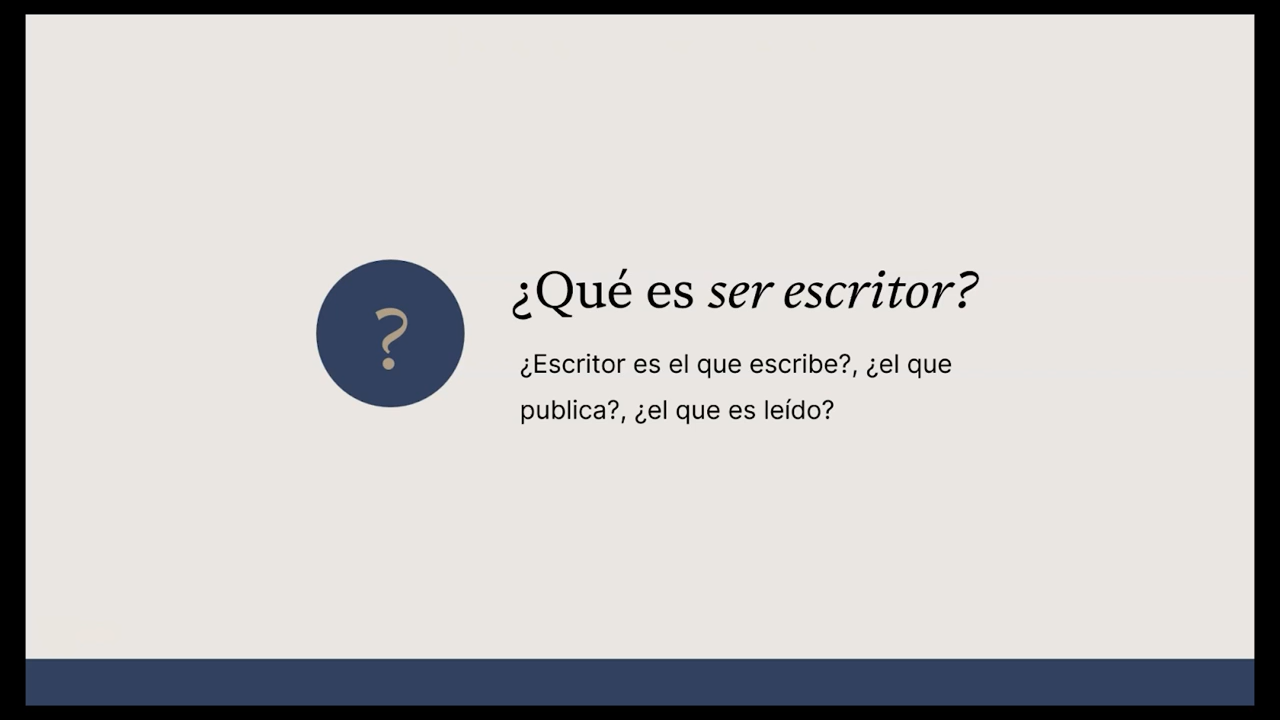 ?
¿Qué es ser escritor?
¿Escritor es el que escribe?, ¿el que
publica?, ¿el que es leído?